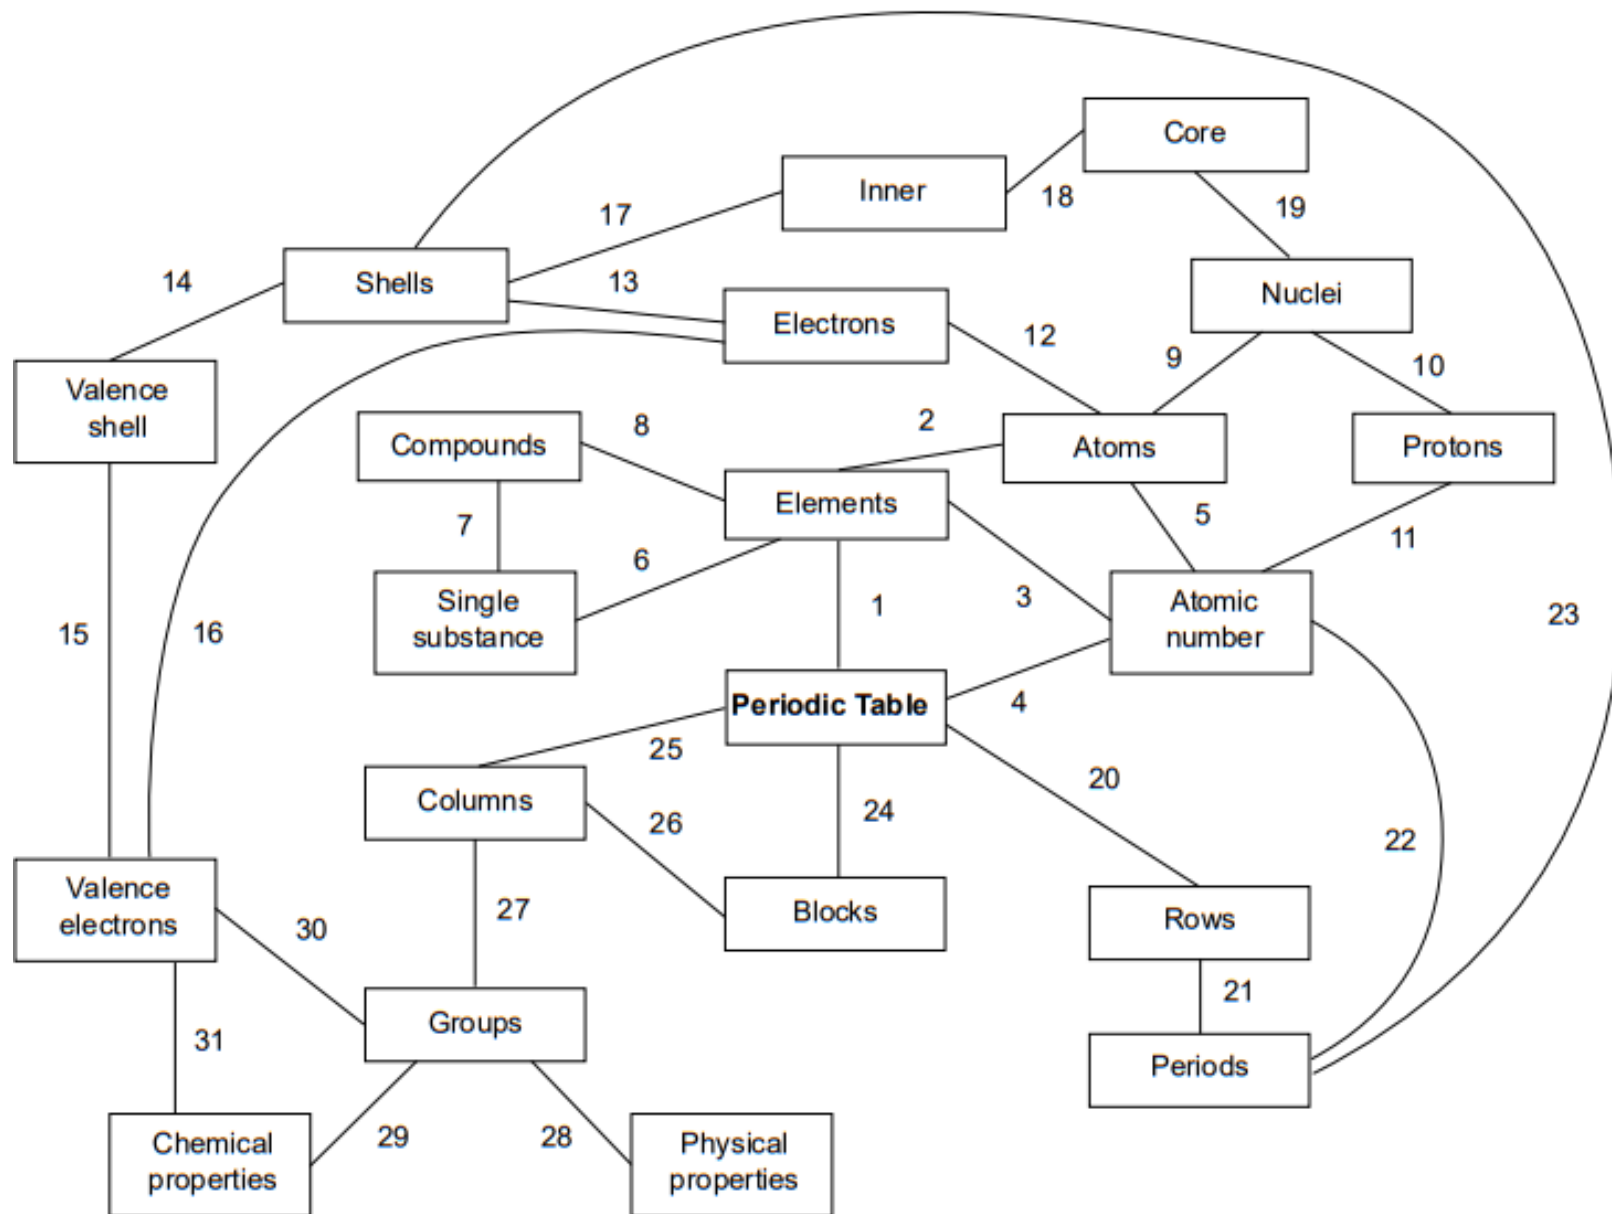 Core
Inner
18
17
19
Shells
13
14
Nuclei
Electrons
12
9
10
Valence
shell
Compounds
8
2
Atoms
Protons
Elements
7
5
11
6
Single
substance
3
Atomic
number
1
15
16
23
Periodic Table
4
25
20
Columns
26
24
22
Valence
electrons
27
Blocks
Rows
30
21
Groups
31
Periods
29
28
Chemical
properties
Physical
properties